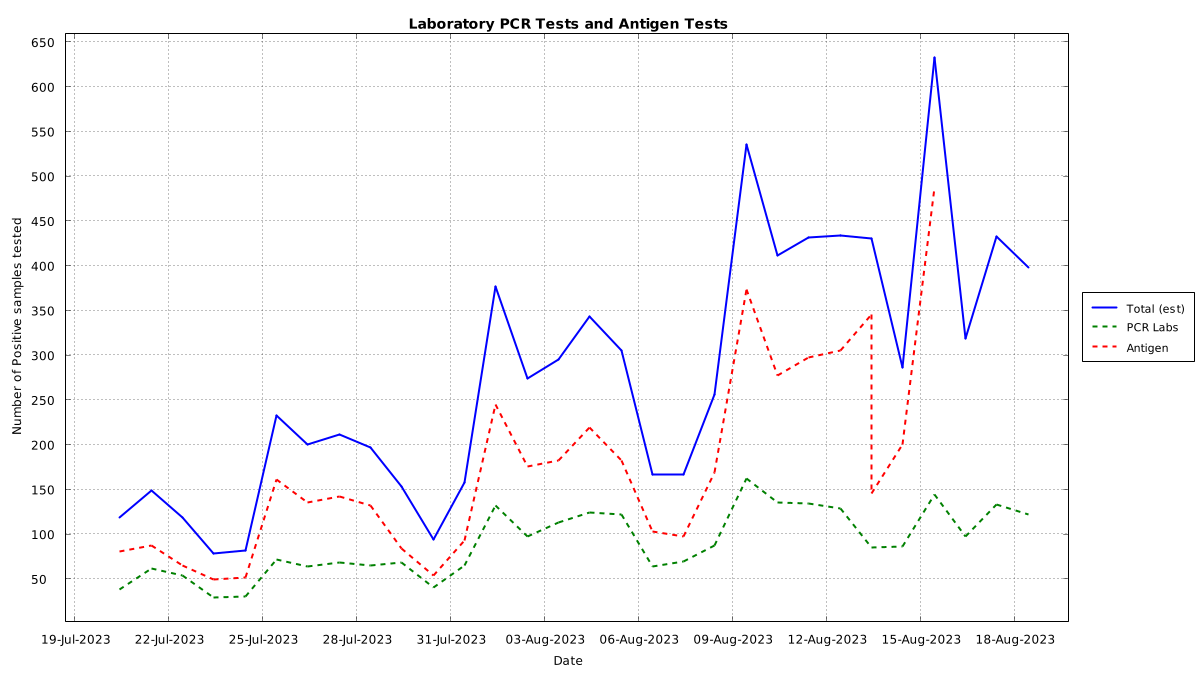 Laboratory PCR Tests and Antigen Tests
650
600
550
500
450
400
350
300
250
200
150
100
50
Number of Positive samples tested
19-Jul-2023 22-Jul-2023 25-Jul-2023 28-Jul-2023 31-Jul-2023 03-Aug-2023 06-Aug-2023 09-Aug-2023 12-Aug-2023 15-Aug-2023 18-Aug-2023
Date
Total (est)
PCR Labs
Antigen